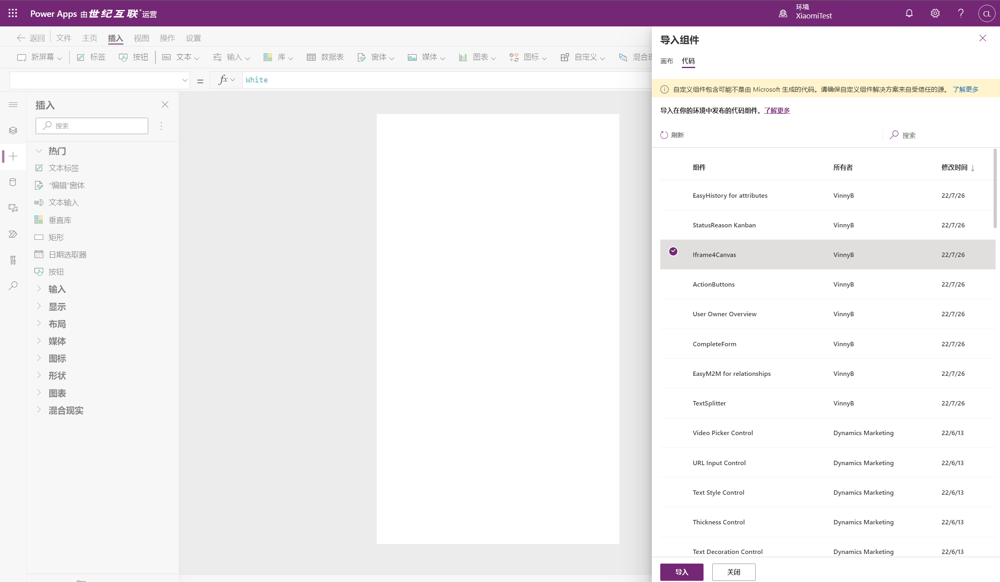 Power Apps 由世纪互联®运营
环境
XiaomiTest
CL
返回 文件 主页 插入 视图 操作 设置
新屏幕 标签 按钮 Abc 文本 输入 库 数据表 窗体 媒体 图表 图标 自定义
= fx White
插入
搜索
热门
文本标签
“编辑”窗体
文本输入
垂直库
矩形
日期选取器
按钮
输入
显示
布局
媒体
图标
形状
图表
混合现实
导入组件
画布 代码
自定义组件包含可能不是由 Microsoft 生成的代码。请确保自定义组件解决方案来自受信任的源。 了解更多
导入在你的环境中发布的代码组件。了解更多
刷新 搜索
组件 所有者 修改时间 ↓
EasyHistory for attributes VinnyB 22/7/26
StatusReason Kanban VinnyB 22/7/26
Iframe4Canvas VinnyB 22/7/26
ActionButtons VinnyB 22/7/26
User Owner Overview VinnyB 22/7/26
CompleteForm VinnyB 22/7/26
EasyM2M for relationships VinnyB 22/7/26
TextSplitter VinnyB 22/7/26
Video Picker Control Dynamics Marketing 22/6/13
URL Input Control Dynamics Marketing 22/6/13
Text Style Control Dynamics Marketing 22/6/13
Thickness Control Dynamics Marketing 22/6/13
Text Decoration Control Dynamics Marketing 22/6/13
导入 关闭